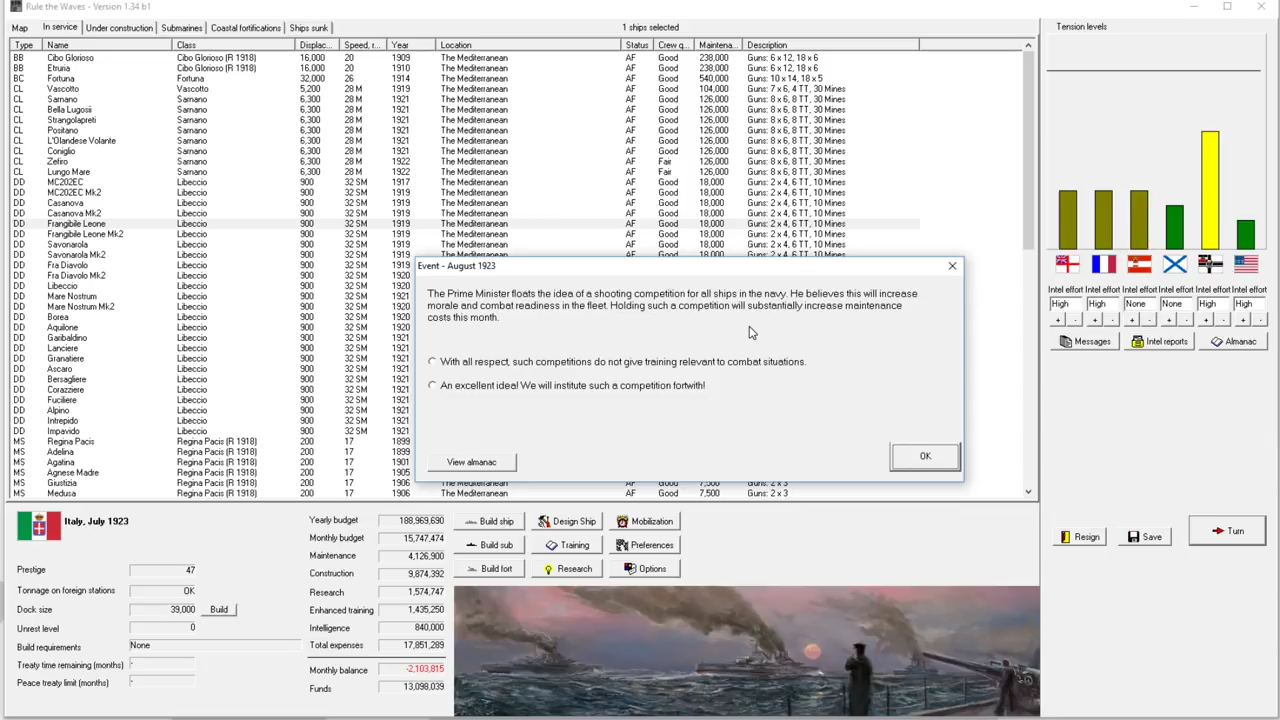 Rule the Waves - Version 1.34 b1
Map In service Under construction Submarines Coastal fortifications Ships sunk 1 ships selected
Type Name Class Displac... Speed, r... Year Location Status Crew q... Maintena... Description
BB Cibo Glorioso Cibo Glorioso (R 1918) 16,000 20 1909 The Mediterranean AF Good 238,000 Guns: 6 x 12, 18 x 6
BB Etruria Cibo Glorioso (R 1918) 16,000 20 1910 The Mediterranean AF Good 238,000 Guns: 6 x 12, 18 x 6
BC Fortuna Fortuna 32,000 26 1914 The Mediterranean AF Good 540,000 Guns: 10 x 14, 18 x 5
CL Vascotto Vascotto 5,200 28 M 1919 The Mediterranean AF Good 104,000 Guns: 7 x 6, 4 TT, 30 Mines
CL Sarnano Sarnano 6,300 28 M 1921 The Mediterranean AF Good 126,000 Guns: 8 x 6, 8 TT, 30 Mines
CL Bella Lugosii Sarnano 6,300 28 M 1921 The Mediterranean AF Good 126,000 Guns: 8 x 6, 8 TT, 30 Mines
CL Strangolapreti Sarnano 6,300 28 M 1921 The Mediterranean AF Good 126,000 Guns: 8 x 6, 8 TT, 30 Mines
CL Positano Sarnano 6,300 28 M 1921 The Mediterranean AF Good 126,000 Guns: 8 x 6, 8 TT, 30 Mines
CL L'Olandese Volante Sarnano 6,300 28 M 1921 The Mediterranean AF Good 126,000 Guns: 8 x 6, 8 TT, 30 Mines
CL Coniglio Sarnano 6,300 28 M 1921 The Mediterranean AF Good 126,000 Guns: 8 x 6, 8 TT, 30 Mines
CL Zefiro Sarnano 6,300 28 M 1922 The Mediterranean AF Fair 126,000 Guns: 8 x 6, 8 TT, 30 Mines
CL Lungo Mare Sarnano 6,300 28 M 1922 The Mediterranean AF Fair 126,000 Guns: 8 x 6, 8 TT, 30 Mines
DD MC202EC Libeccio 900 32 SM 1917 The Mediterranean AF Good 18,000 Guns: 2 x 4, 6 TT, 10 Mines
DD MC202EC Mk2 Libeccio 900 32 SM 1919 The Mediterranean AF Good 18,000 Guns: 2 x 4, 6 TT, 10 Mines
DD Casanova Libeccio 900 32 SM 1919 The Mediterranean AF Good 18,000 Guns: 2 x 4, 6 TT, 10 Mines
DD Casanova Mk2 Libeccio 900 32 SM 1919 The Mediterranean AF Good 18,000 Guns: 2 x 4, 6 TT, 10 Mines
DD Frangibile Leone Libeccio 900 32 SM 1919 The Mediterranean AF Good 18,000 Guns: 2 x 4, 6 TT, 10 Mines
DD Frangibile Leone Mk2 Libeccio 900 32 SM 1919 The Mediterranean AF Good 18,000 Guns: 2 x 4, 6 TT, 10 Mines
DD Savonarola Libeccio 900 32 SM 1919 The Mediterranean AF Good 18,000 Guns: 2 x 4, 6 TT, 10 Mines
DD Savonarola Mk2 Libeccio 900 32 SM 1919
DD Fra Diavolo Libeccio 900 32 SM 1919
DD Fra Diavolo Mk2 Libeccio 900 32 SM 1919
DD Libeccio Libeccio 900 32 SM 1919
DD Mare Nostrum Libeccio 900 32 SM 1919
DD Mare Nostrum Mk2 Libeccio 900 32 SM 1919
DD Borea Libeccio 900 32 SM 1919
DD Aquilone Libeccio 900 32 SM 1919
DD Garibaldino Libeccio 900 32 SM 1921
DD Lanciere Libeccio 900 32 SM 1921
DD Granatiere Libeccio 900 32 SM 1921
DD Ascaro Libeccio 900 32 SM 1921
DD Bersagliere Libeccio 900 32 SM 1921
DD Corazziere Libeccio 900 32 SM 1921
DD Fuciliere Libeccio 900 32 SM 1921
DD Alpino Libeccio 900 32 SM 1921
DD Intrepido Libeccio 900 32 SM 1921
DD Impavido Libeccio 900 32 SM 1921
MS Regina Pacis Regina Pacis (R 1918) 200 17 1899
MS Adelina Regina Pacis (R 1918) 200 17 1899
MS Agatina Regina Pacis (R 1918) 200 17 1901
MS Agnese Madre Regina Pacis (R 1918) 200 17 1905
MS Giustizia Regina Pacis (R 1918) 200 17 1906
MS Medusa Regina Pacis (R 1918) 200 17 1906 The Mediterranean AF Good 7,500 Guns: 2 x 3
Event - August 1923
The Prime Minister floats the idea of a shooting competition for all ships in the navy. He believes this will increase
morale and combat readiness in the fleet. Holding such a competition will substantially increase maintenance
costs this month.
With all respect, such competitions do not give training relevant to combat situations.
An excellent idea! We will institute such a competition fortwith!
View almanac OK
Tension levels
Intel effort Intel effort Intel effort Intel effort Intel effort Intel effort
High High None None High High
+ - + - + - + - + - + -
Messages Intel reports Almanac
Resign Save Turn
Italy, July 1923
Prestige 47
Tonnage on foreign stations OK
Dock size 39,000 Build
Unrest level 0
Build requirements None
Treaty time remaining (months) -
Peace treaty limit (months) -
Yearly budget 188,969,690
Monthly budget 15,747,474
Maintenance 4,126,900
Construction 9,874,392
Research 1,574,747
Enhanced training 1,435,250
Intelligence 840,000
Total expenses 17,851,289
Monthly balance -2,103,815
Funds 13,098,039
Build ship Design Ship Mobilization
Build sub Training Preferences
Build fort Research Options